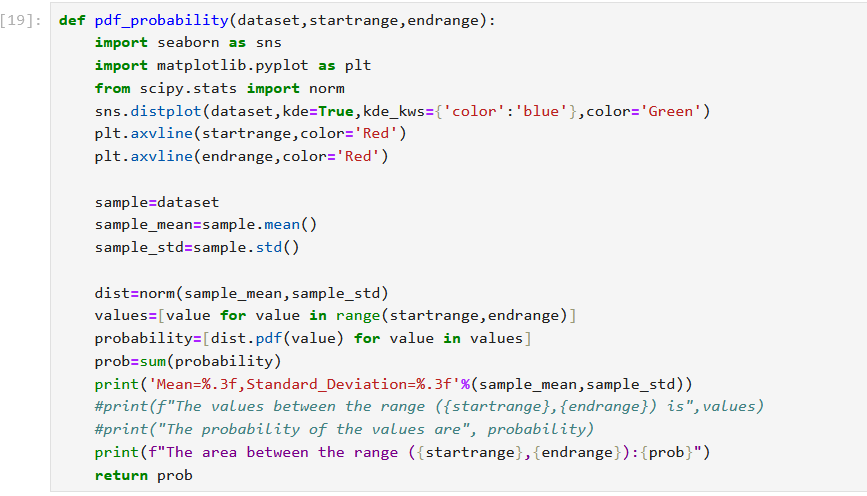 [19]: def pdf_probability(dataset,startrange,endrange):
    import seaborn as sns
    import matplotlib.pyplot as plt
    from scipy.stats import norm
    sns.distplot(dataset,kde=True,kde_kws={'color':'blue'},color='Green')
    plt.axvline(startrange,color='Red')
    plt.axvline(endrange,color='Red')

    sample=dataset
    sample_mean=sample.mean()
    sample_std=sample.std()

    dist=norm(sample_mean,sample_std)
    values=[value for value in range(startrange,endrange)]
    probability=[dist.pdf(value) for value in values]
    prob=sum(probability)
    print('Mean=%.3f,Standard_Deviation=%.3f'%(sample_mean,sample_std))
    #print(f"The values between the range ({startrange},{endrange}) is",values)
    #print("The probability of the values are", probability)
    print(f"The area between the range ({startrange},{endrange}):{prob}")
    return prob